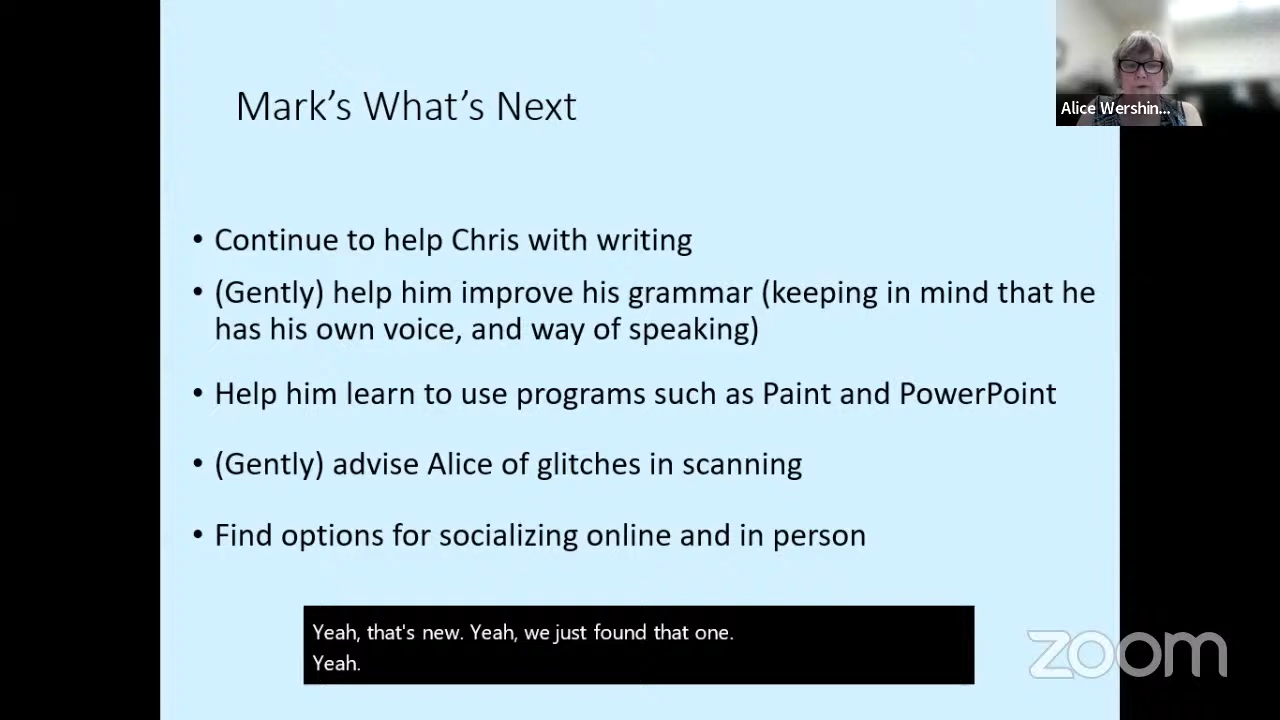 Mark's What's Next
Alice Wershin...
• Continue to help Chris with writing
• (Gently) help him improve his grammar (keeping in mind that he
has his own voice, and way of speaking)
• Help him learn to use programs such as Paint and PowerPoint
• (Gently) advise Alice of glitches in scanning
• Find options for socializing online and in person
Yeah, that's new. Yeah, we just found that one.
Yeah.
zoom